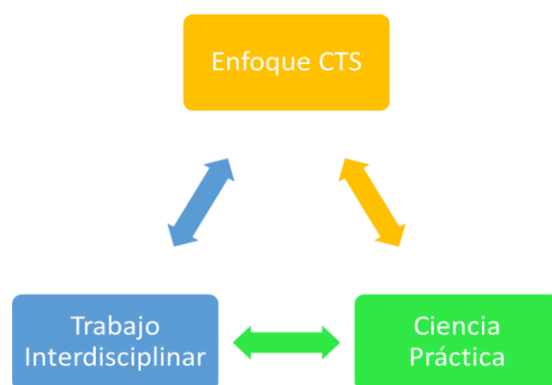 Enfoque CTS
Trabajo
Interdisciplinar
Ciencia
Práctica